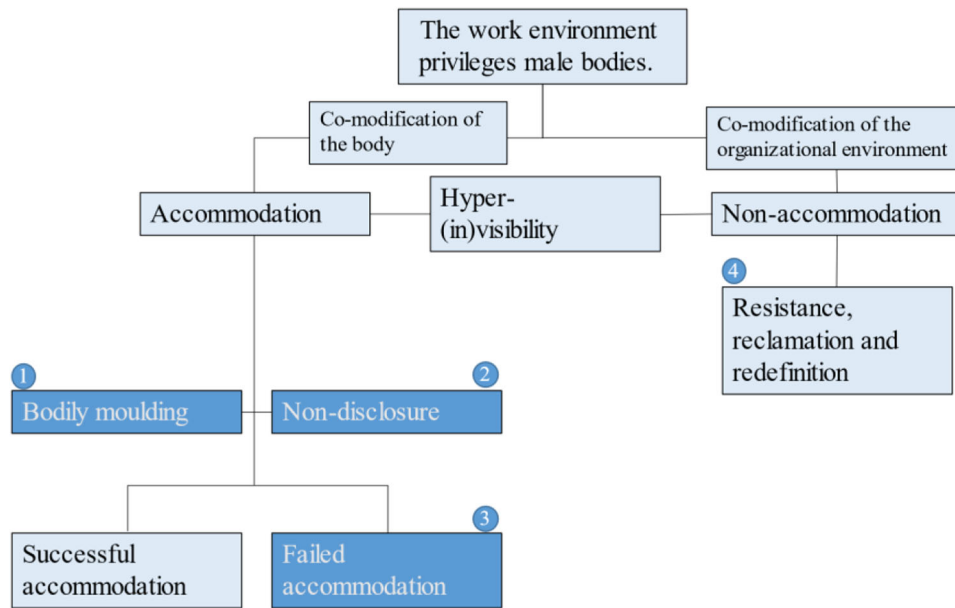 The work environment
privileges male bodies.
Co-modification of
the body
Co-modification of the
organizational environment
Accommodation
Hyper-
(in)visibility
Non-accommodation
4
Resistance,
reclamation and
redefinition
1
Bodily moulding
2
Non-disclosure
Successful
accommodation
3
Failed
accommodation